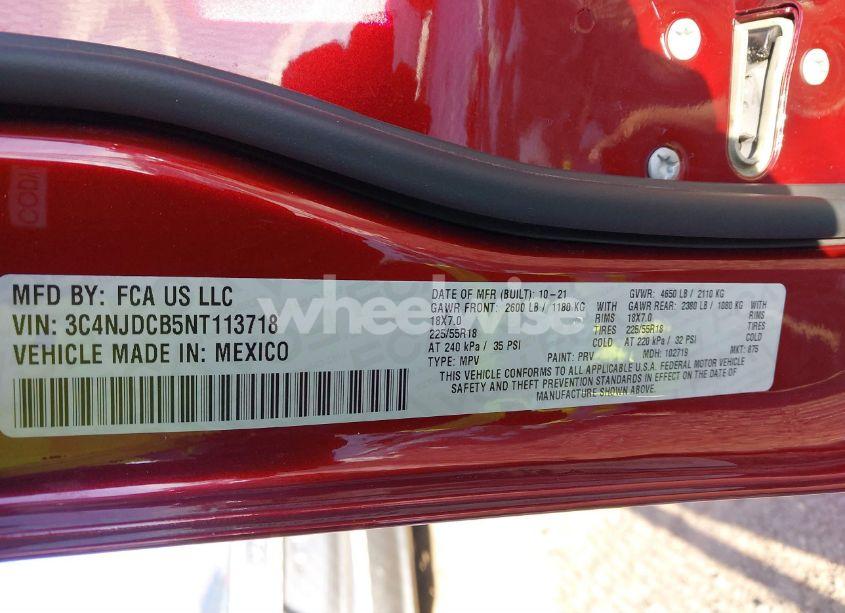 MFD BY: FCA US LLC
VIN: 3C4NJDCB5NT113718
VEHICLE MADE IN: MEXICO
DATE OF MFR (BUILT): 10-21
GAWR FRONT: 2600 LB / 1180 KG WITH
18X7.0 RIMS
225/55R18 TIRES
AT 240 kPa / 35 PSI COLD
TYPE: MPV PAINT: PRV
GVWR: 4650 LB / 2110 KG
GAWR REAR: 2380 LB / 1080 KG WITH
18X7.0 RIMS
225/55R18 TIRES
AT 220 kPa / 32 PSI COLD
MDH: 102719 MKT: 875
THIS VEHICLE CONFORMS TO ALL APPLICABLE U.S.A. FEDERAL MOTOR VEHICLE
SAFETY AND THEFT PREVENTION STANDARDS IN EFFECT ON THE DATE OF
MANUFACTURE SHOWN ABOVE.
wheelwise